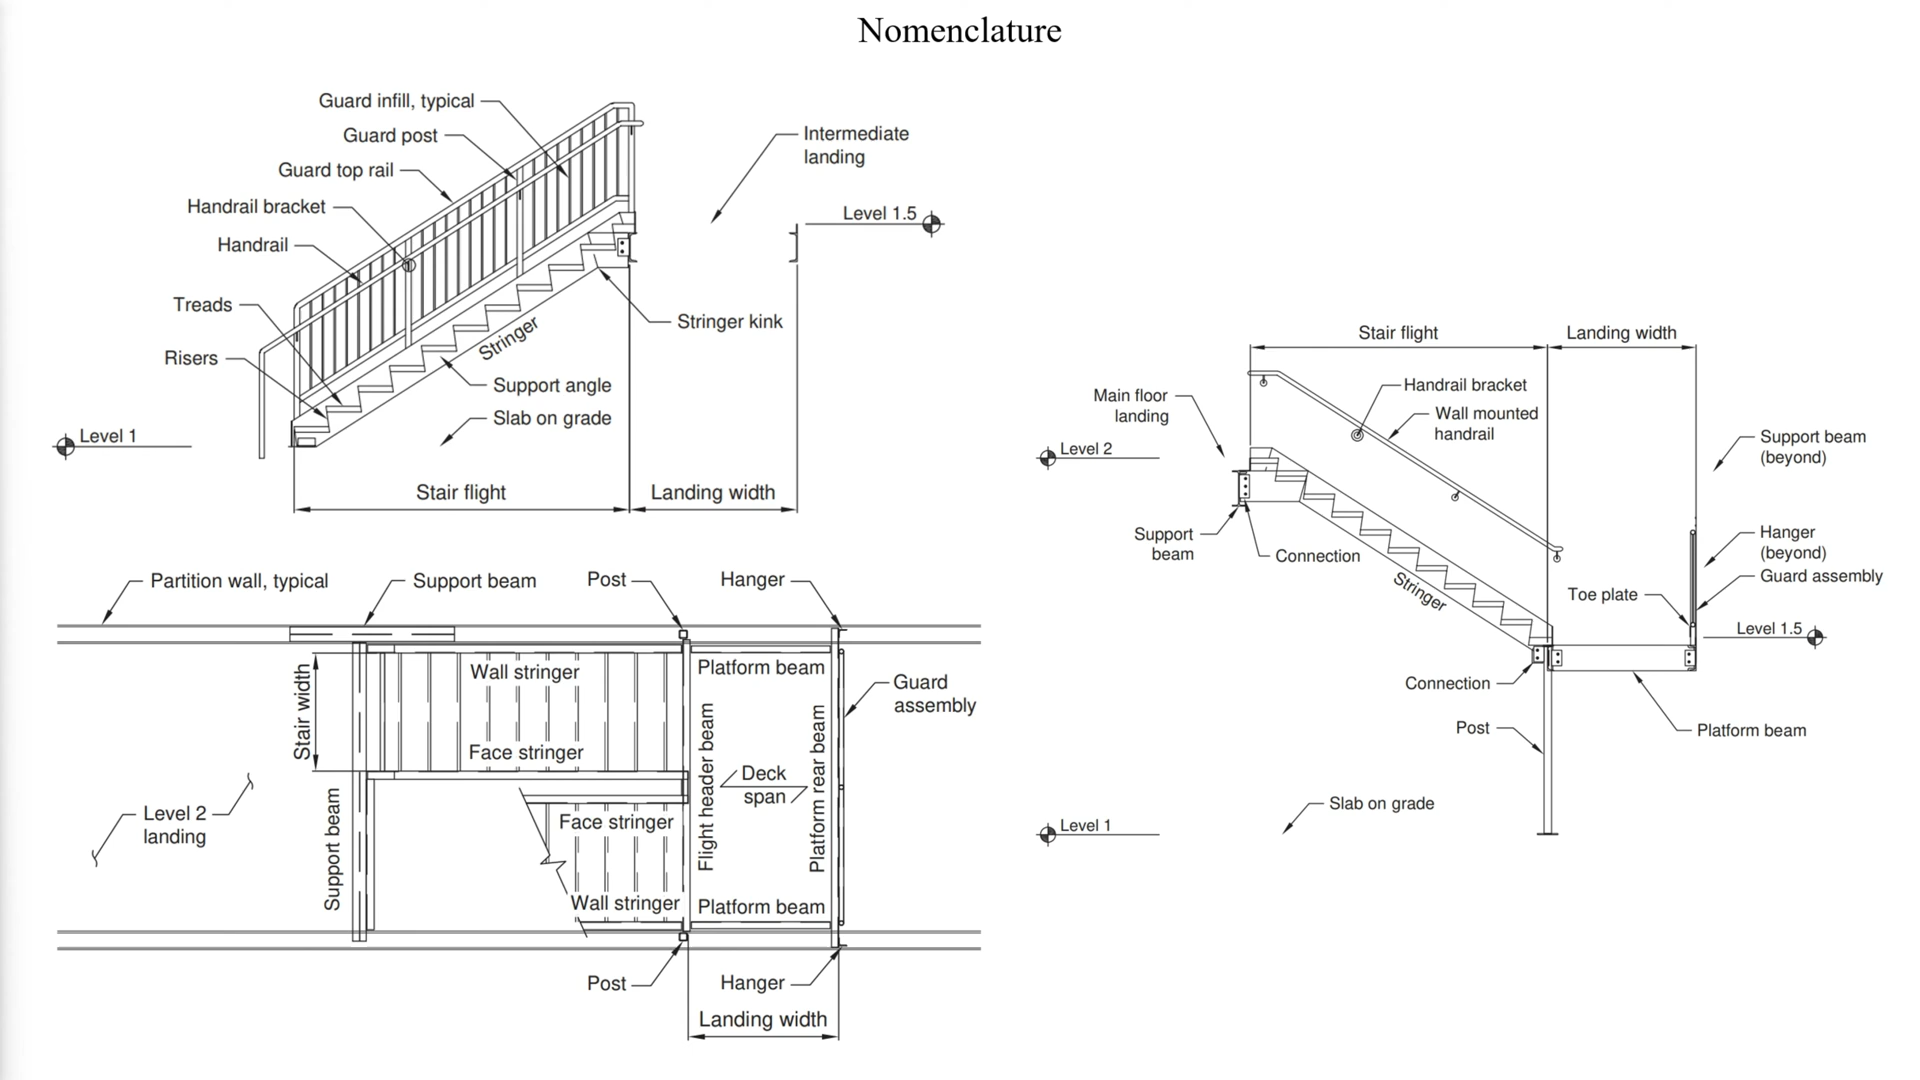 Nomenclature
Guard infill, typical
Guard post
Guard top rail
Handrail bracket
Handrail
Treads
Risers
Level 1
Intermediate
landing
Level 1.5
Stringer kink
Stringer
Support angle
Slab on grade
Stair flight
Landing width
Partition wall, typical
Support beam
Post
Hanger
Wall stringer
Platform beam
Stair width
Face stringer
Guard
assembly
Flight header beam
Deck
span
Platform rear beam
Level 2
landing
Support beam
Face stringer
Wall stringer
Platform beam
Post
Hanger
Landing width
Stair flight
Landing width
Main floor
landing
Handrail bracket
Wall mounted
handrail
Level 2
Support beam
(beyond)
Support
beam
Connection
Stringer
Hanger
(beyond)
Guard assembly
Toe plate
Level 1.5
Connection
Post
Platform beam
Slab on grade
Level 1